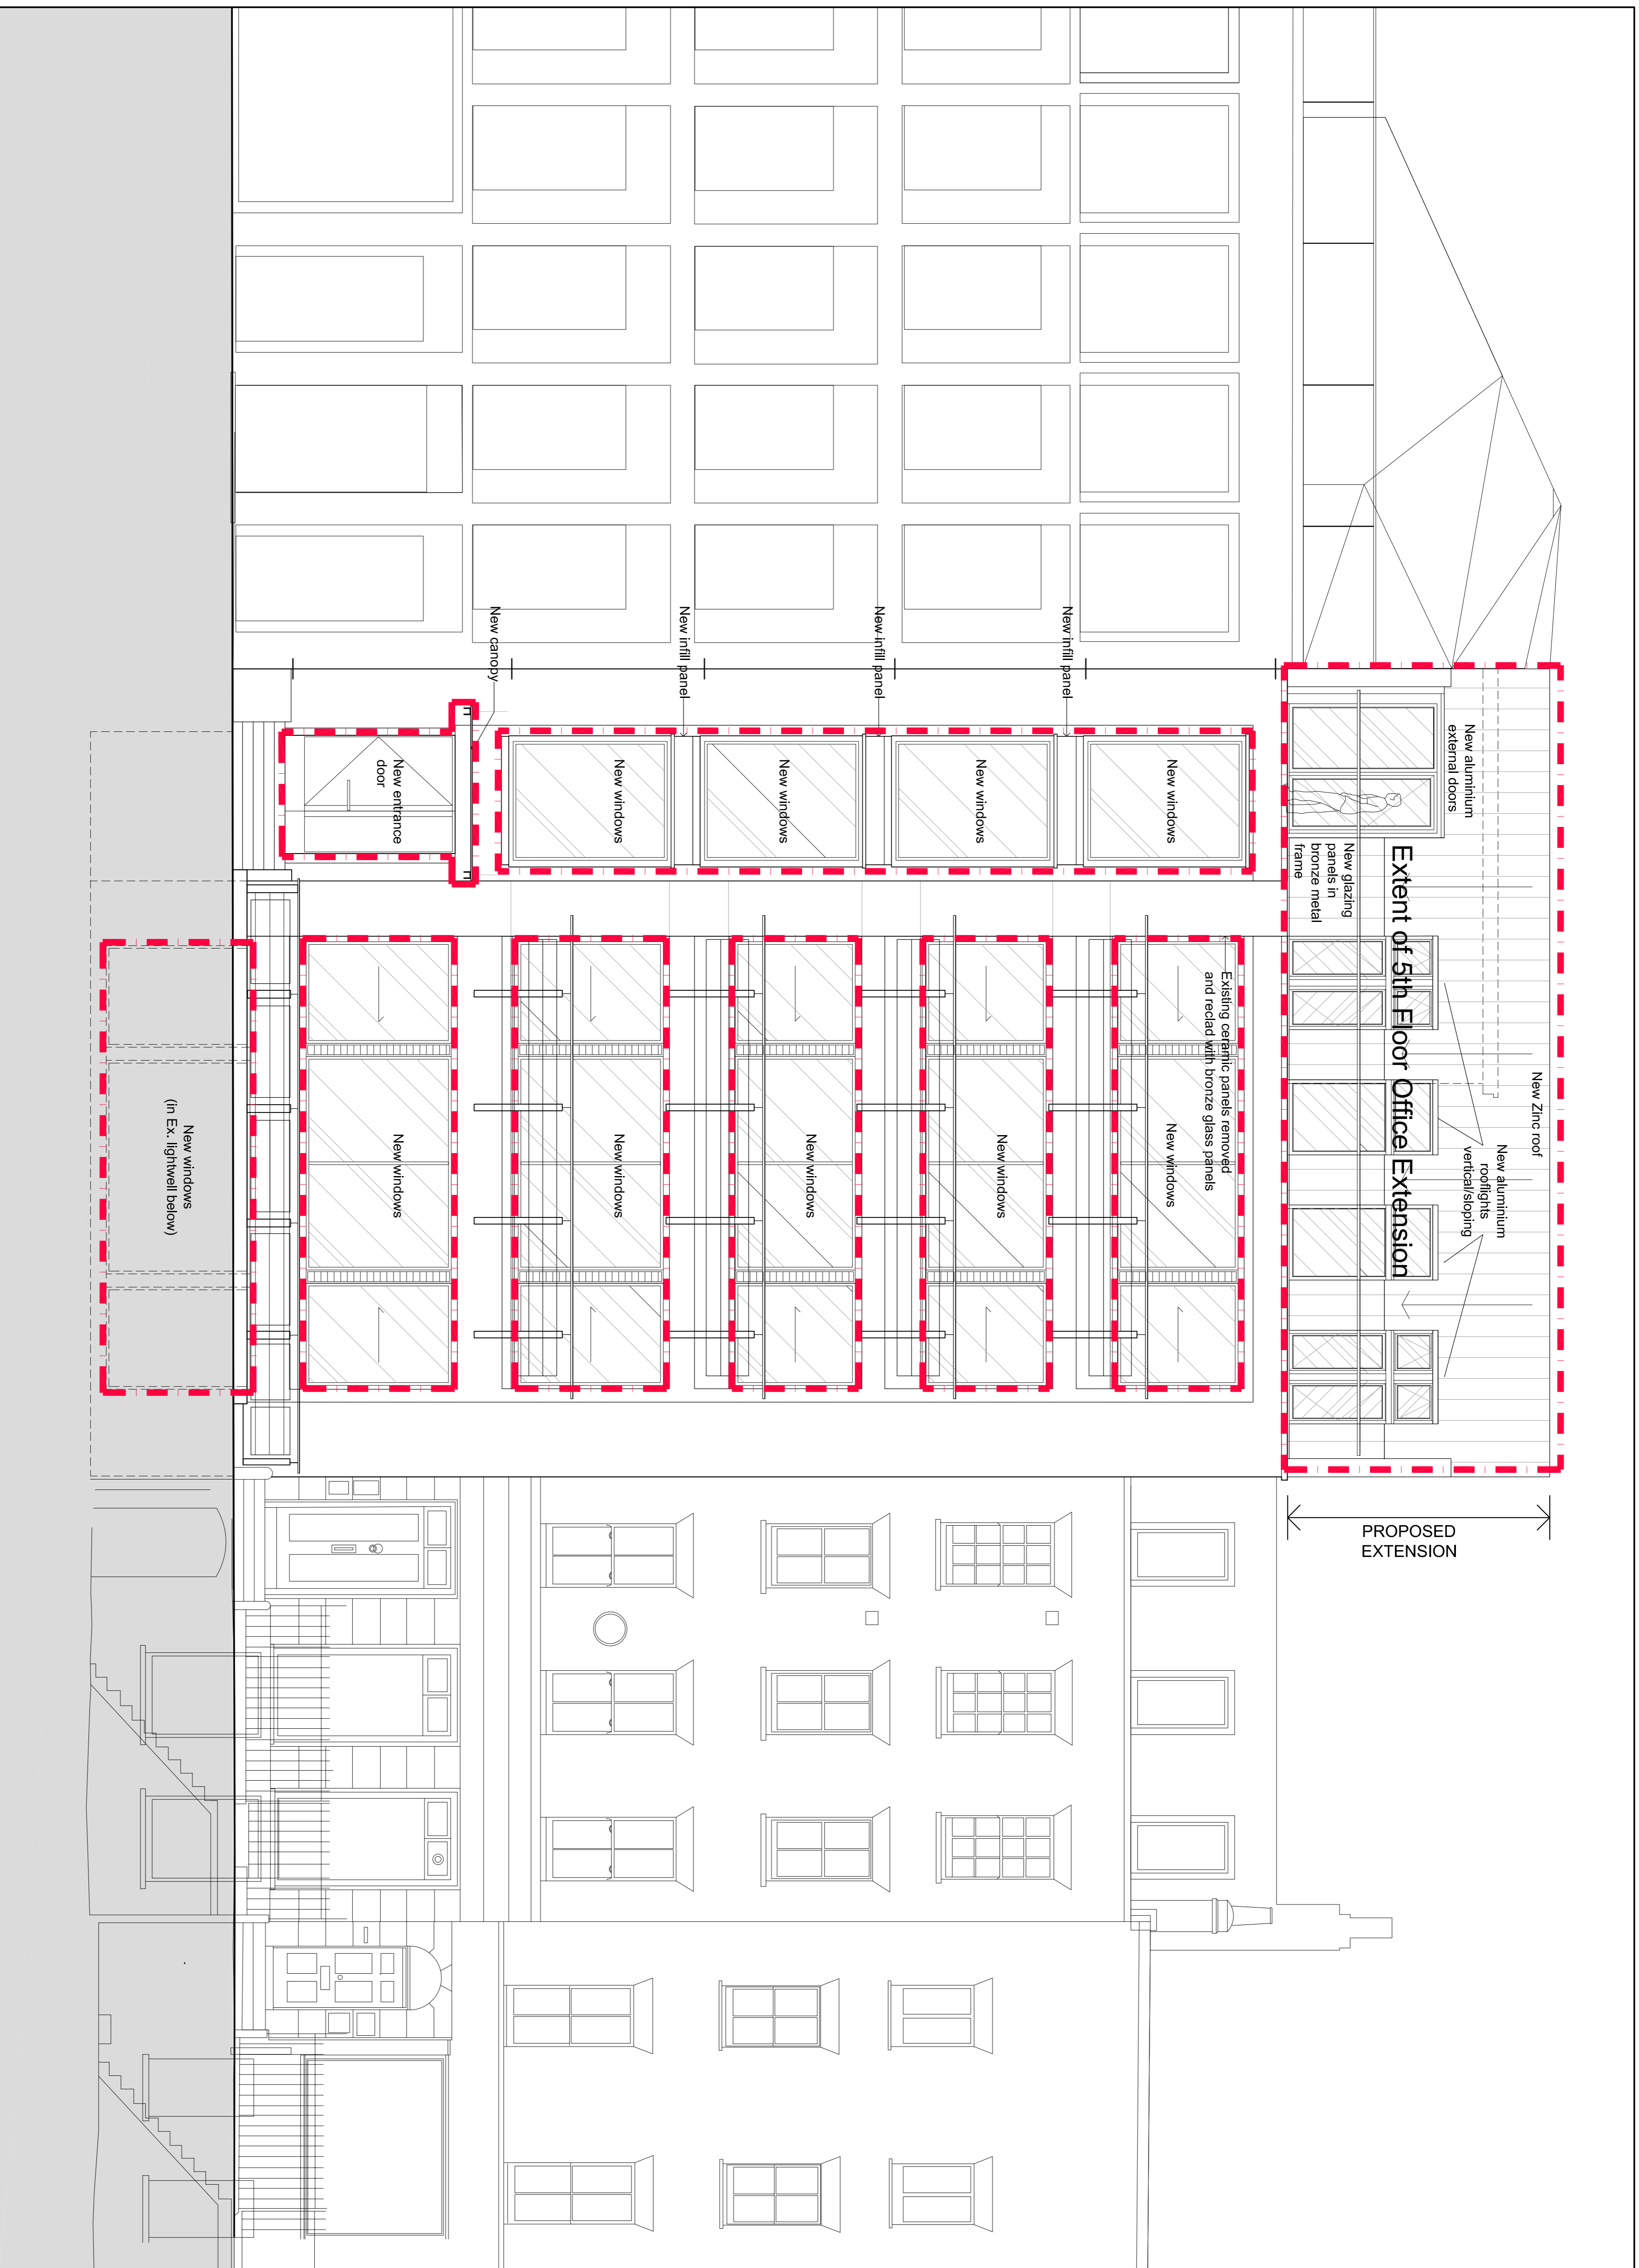 New Zinc roof
New aluminium
rooflights
vertical/sloping
New aluminium
external doors
Extent of 5th Floor Office Extension
New glazing
panels in
bronze metal
frame
PROPOSED
EXTENSION
Existing ceramic panels removed
and reclad with bronze glass panels
New windows
New windows
New infill panel
New windows
New windows
New infill panel
New windows
New windows
New infill panel
New windows
New windows
New canopy
New entrance
door
New windows
New windows
(in Ex. lightwell below)